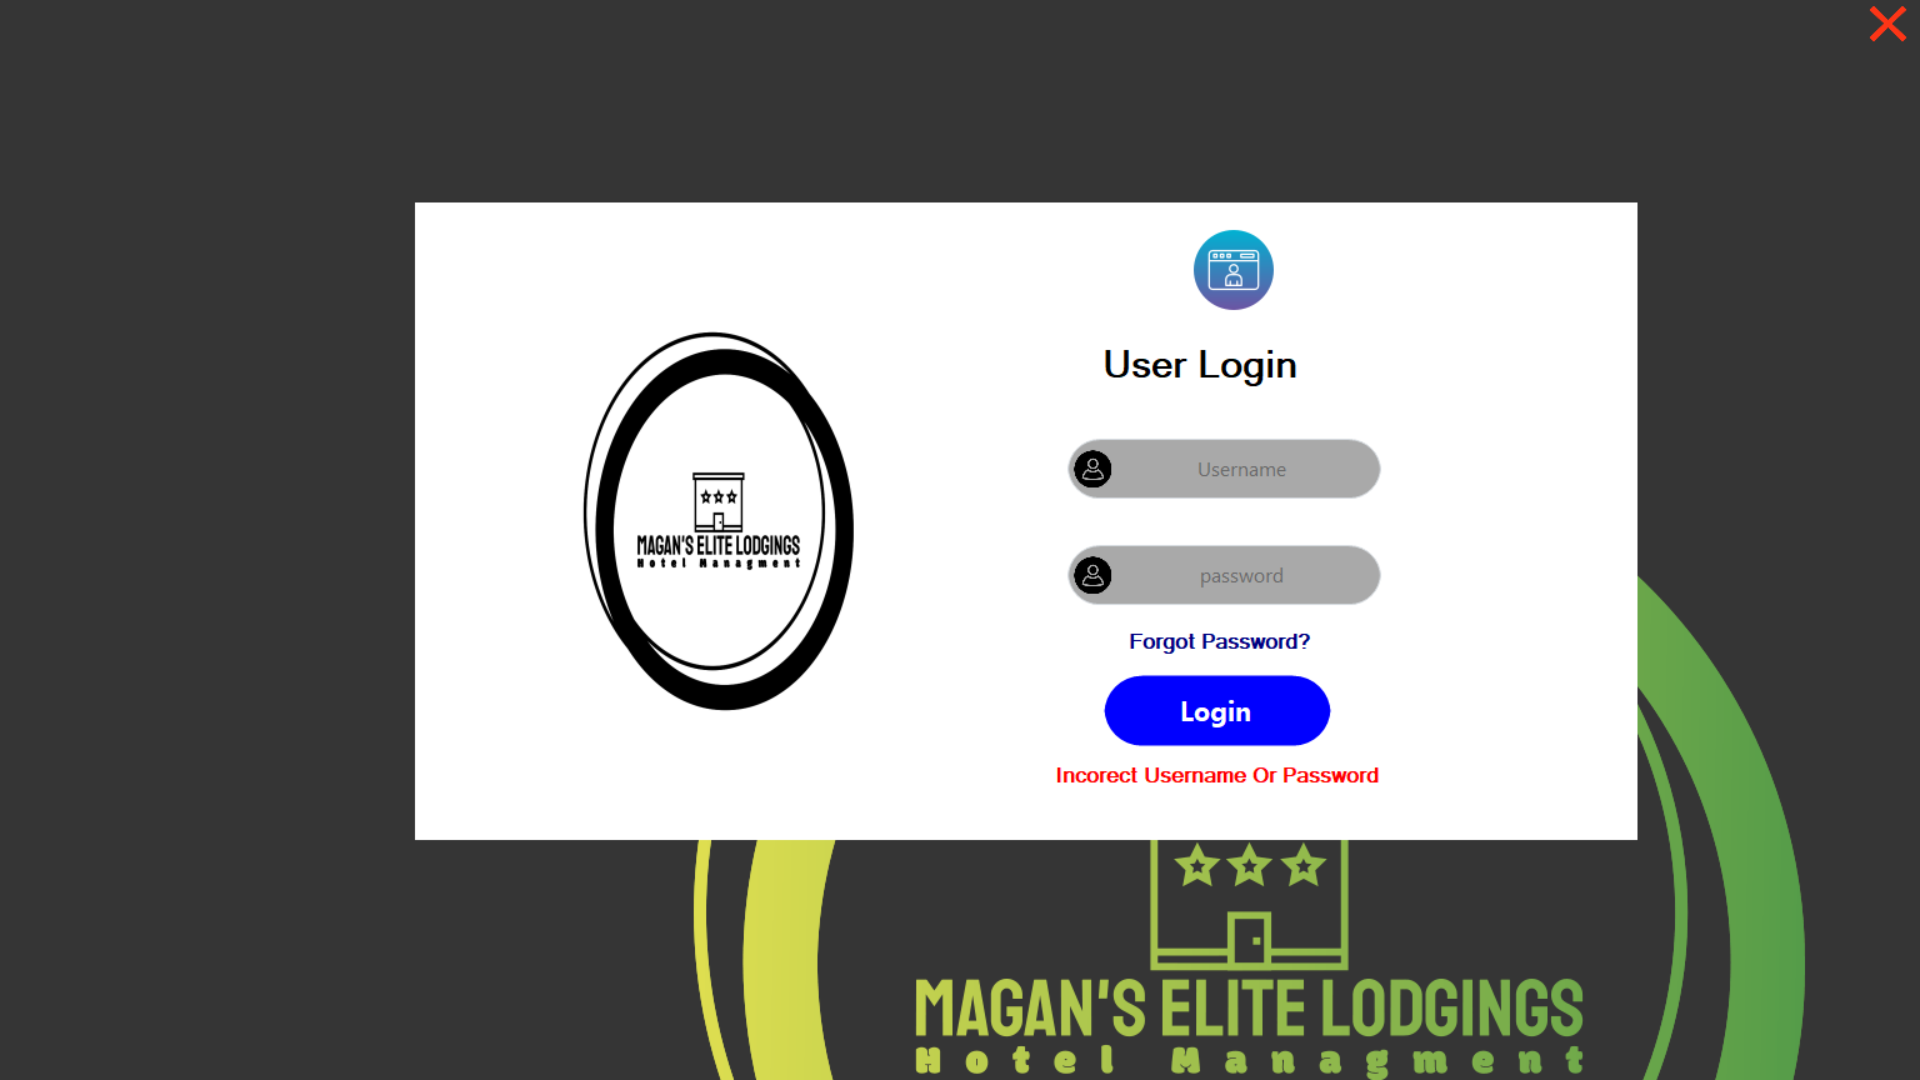 User Login
MAGAN'S ELITE LODGINGS
Hotel Managment
Username
password
Forgot Password?
Login
Incorect Username Or Password
MAGAN'S ELITE LODGINGS
Hotel Managment